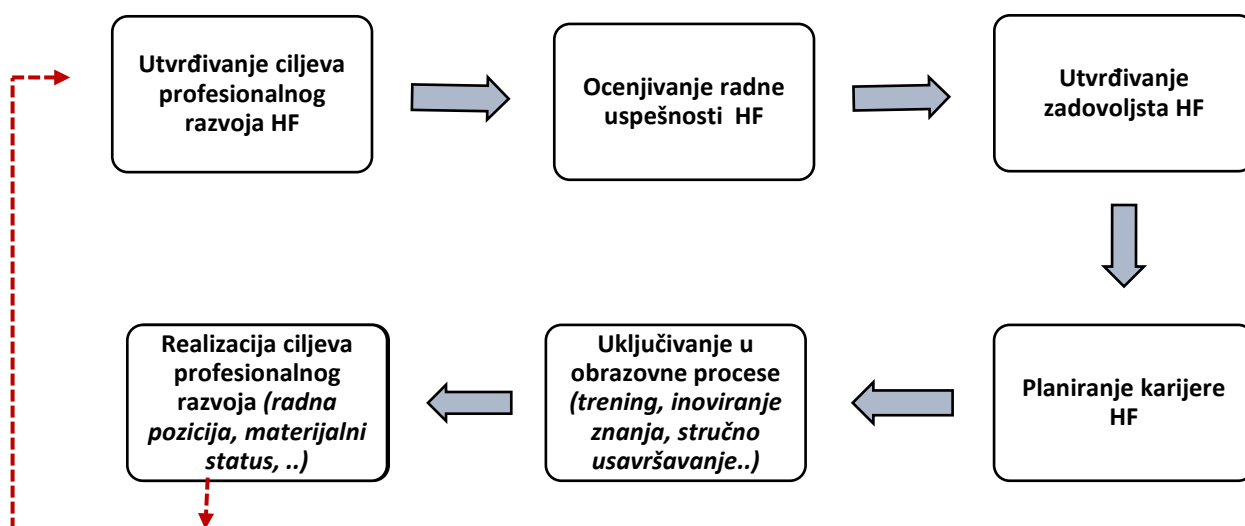 Utvrđivanje ciljeva
profesionalnog
razvoja HF
Ocenjivanje radne
uspešnosti HF
Utvrđivanje
zadovoljsta HF
Realizacija ciljeva
profesionalnog
razvoja (radna
pozicija, materijalni
status, ..)
Uključivanje u
obrazovne procese
(trening, inoviranje
znanja, stručno
usavršavanje..)
Planiranje karijere
HF